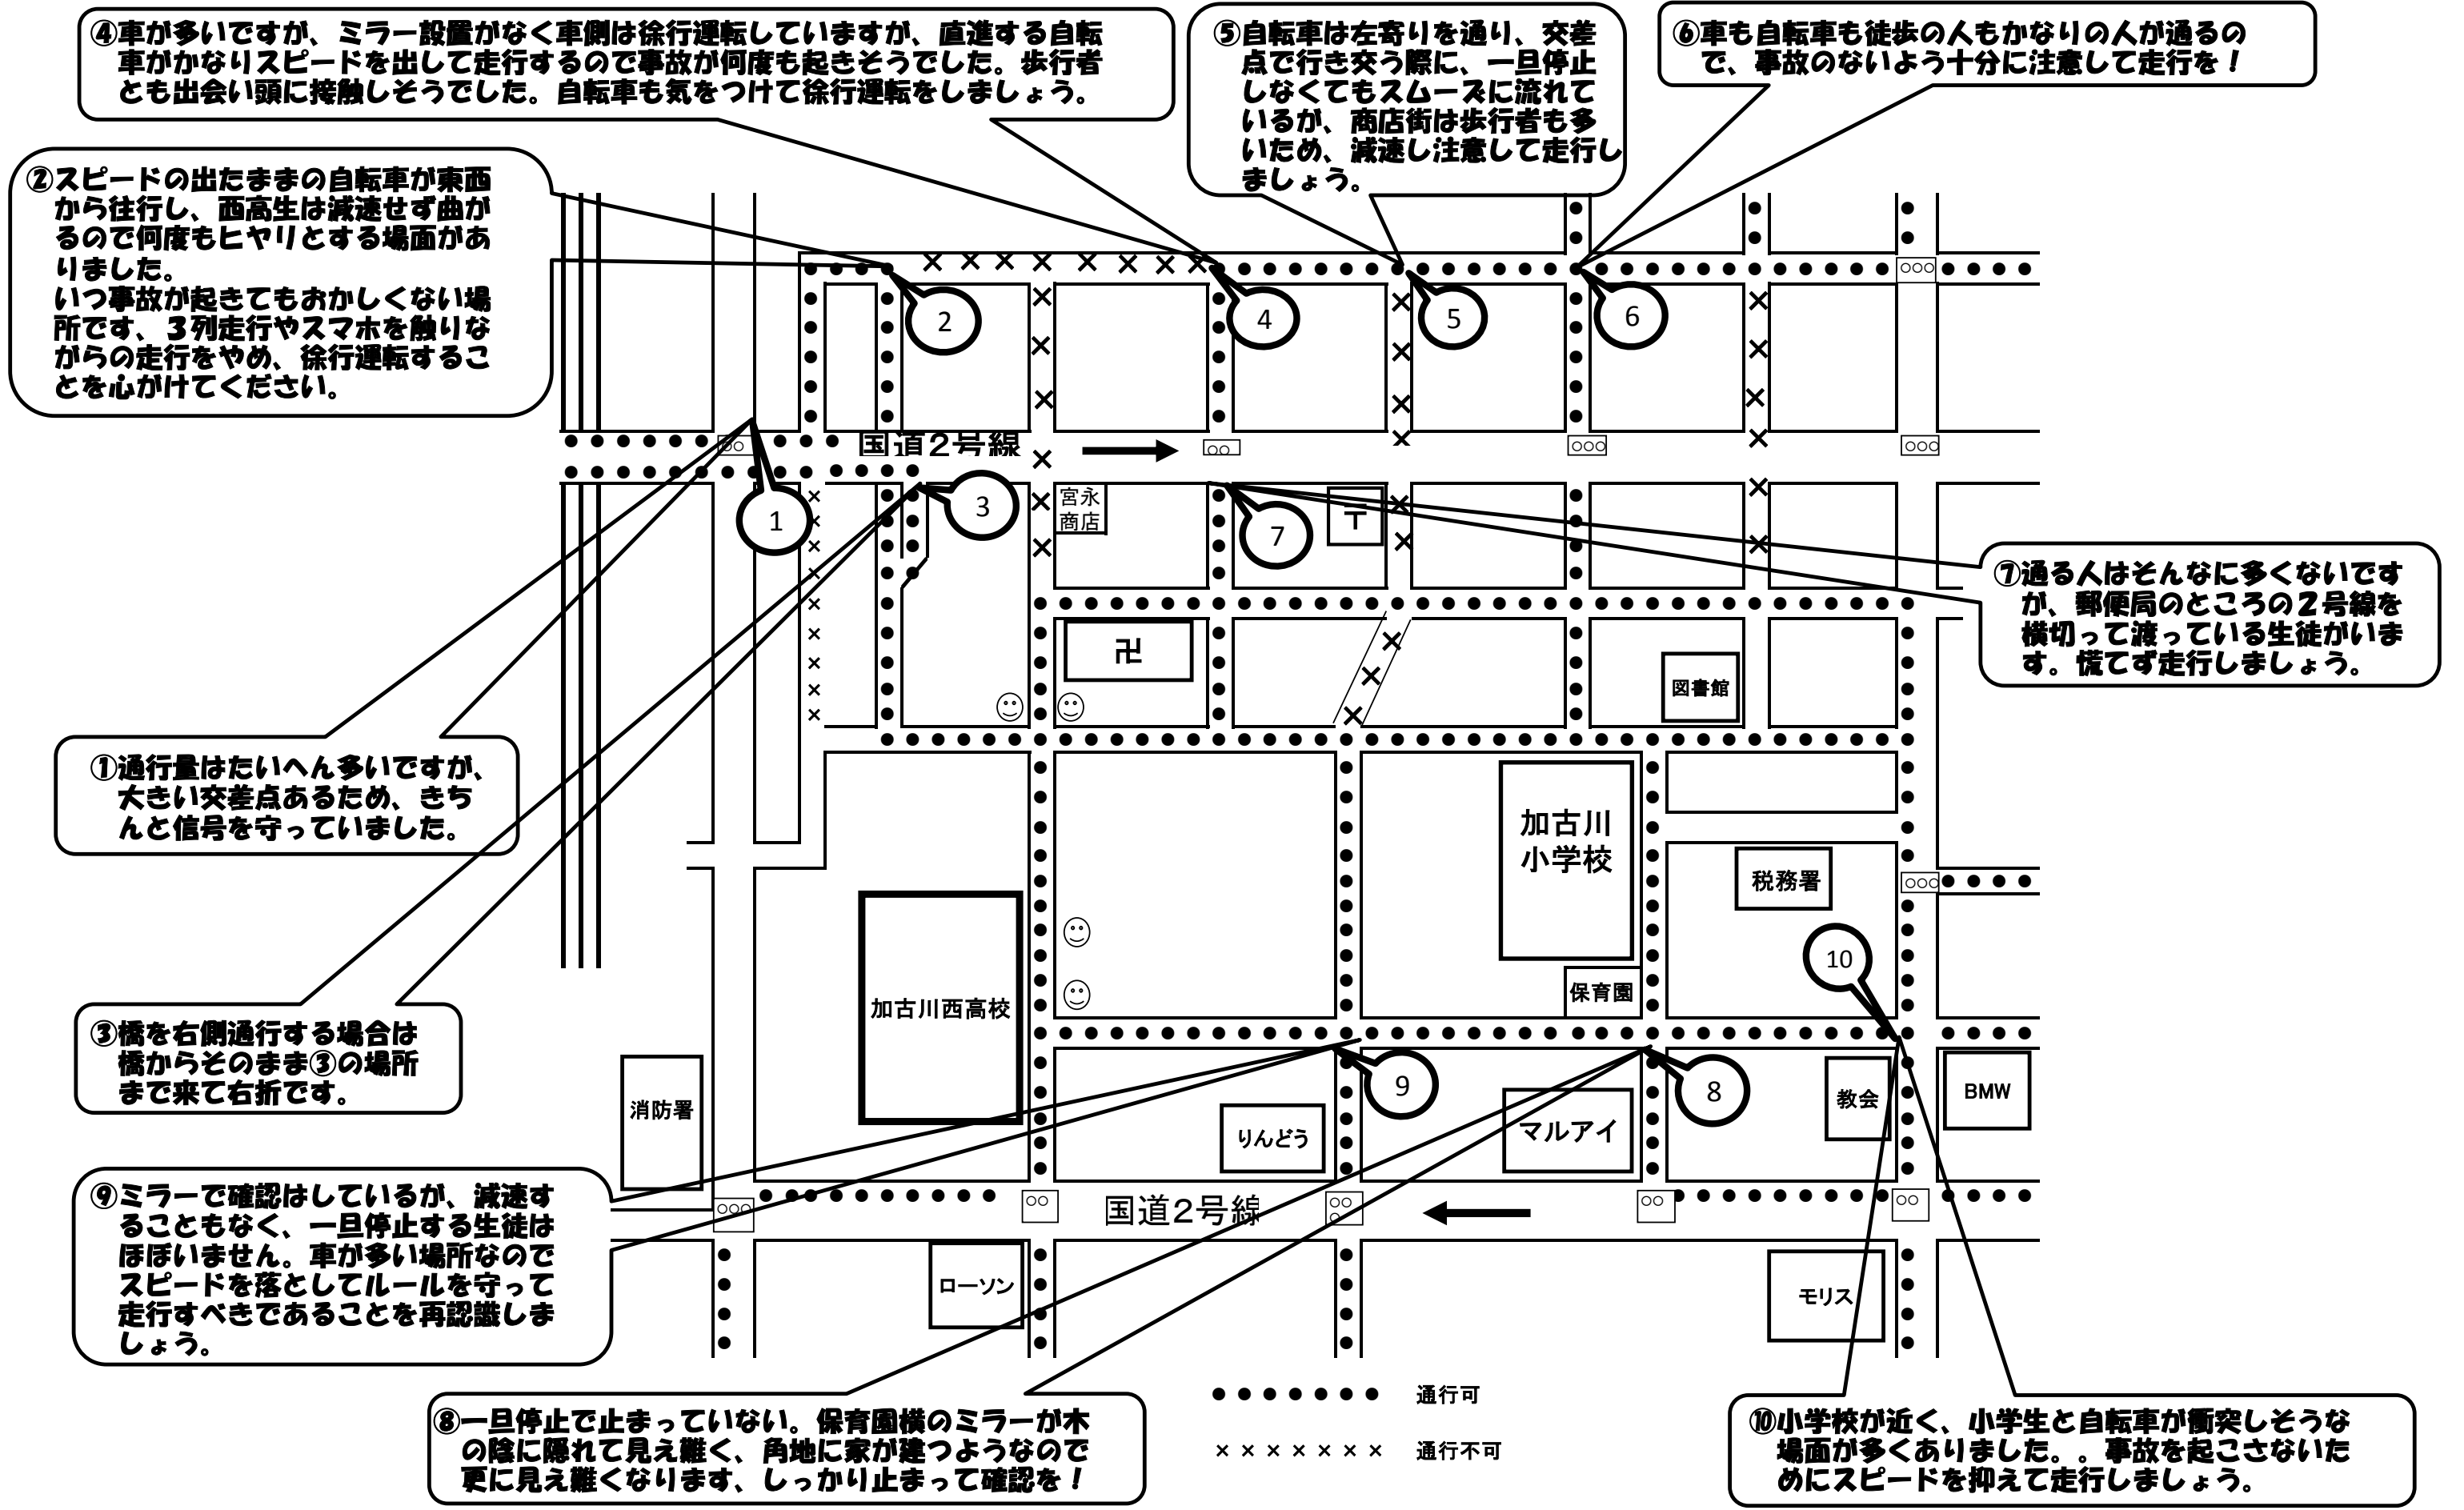 ④車が多いですが、ミラー設置がなく車側は徐行運転していますが、直進する自転
車がかなりスピードを出して走行するので事故が何度も起きそうでした。歩行者
とも出会い頭に接触しそうでした。自転車も気をつけて徐行運転をしましょう。
⑤自転車は左寄りを通り、交差
点で行き交う際に、一旦停止
しなくてもスムーズに流れて
いるが、商店街は歩行者も多
いため、減速し注意して走行し
ましょう。
⑥車も自転車も徒歩の人もかなりの人が通るの
で、事故のないよう十分に注意して走行を！
②スピードの出たままの自転車が東西
から往行し、西高生は減速せず曲が
るので何度もヒヤリとする場面があ
りました。
いつ事故が起きてもおかしくない場
所です、３列走行やスマホを触りな
がらの走行をやめ、徐行運転するこ
とを心がけてください。
2
4
5
6
国道２号線
1
3
宮永
商店
7
〒
⑦通る人はそんなに多くないです
が、郵便局のところの２号線を
横切って渡っている生徒がいま
す。慌てず走行しましょう。
卍
図書館
①通行量はたいへん多いですが、
大きい交差点あるため、きち
んと信号を守っていました。
加古川
小学校
税務署
10
加古川西高校
保育園
③橋を右側通行する場合は
橋からそのまま③の場所
まで来て右折です。
消防署
9
8
りんどう
マルアイ
教会
BMW
⑨ミラーで確認はしているが、減速す
ることもなく、一旦停止する生徒は
ほぼいません。車が多い場所なので
スピードを落としてルールを守って
走行すべきであることを再認識しま
しょう。
国道２号線
ローソン
モリス
通行可
通行不可
⑧一旦停止で止まっていない。保育園横のミラーが木
の陰に隠れて見え難く、角地に家が建つようなので
更に見え難くなります、しっかり止まって確認を！
⑩小学校が近く、小学生と自転車が衝突しそうな
場面が多くありました。。事故を起こさないた
めにスピードを抑えて走行しましょう。